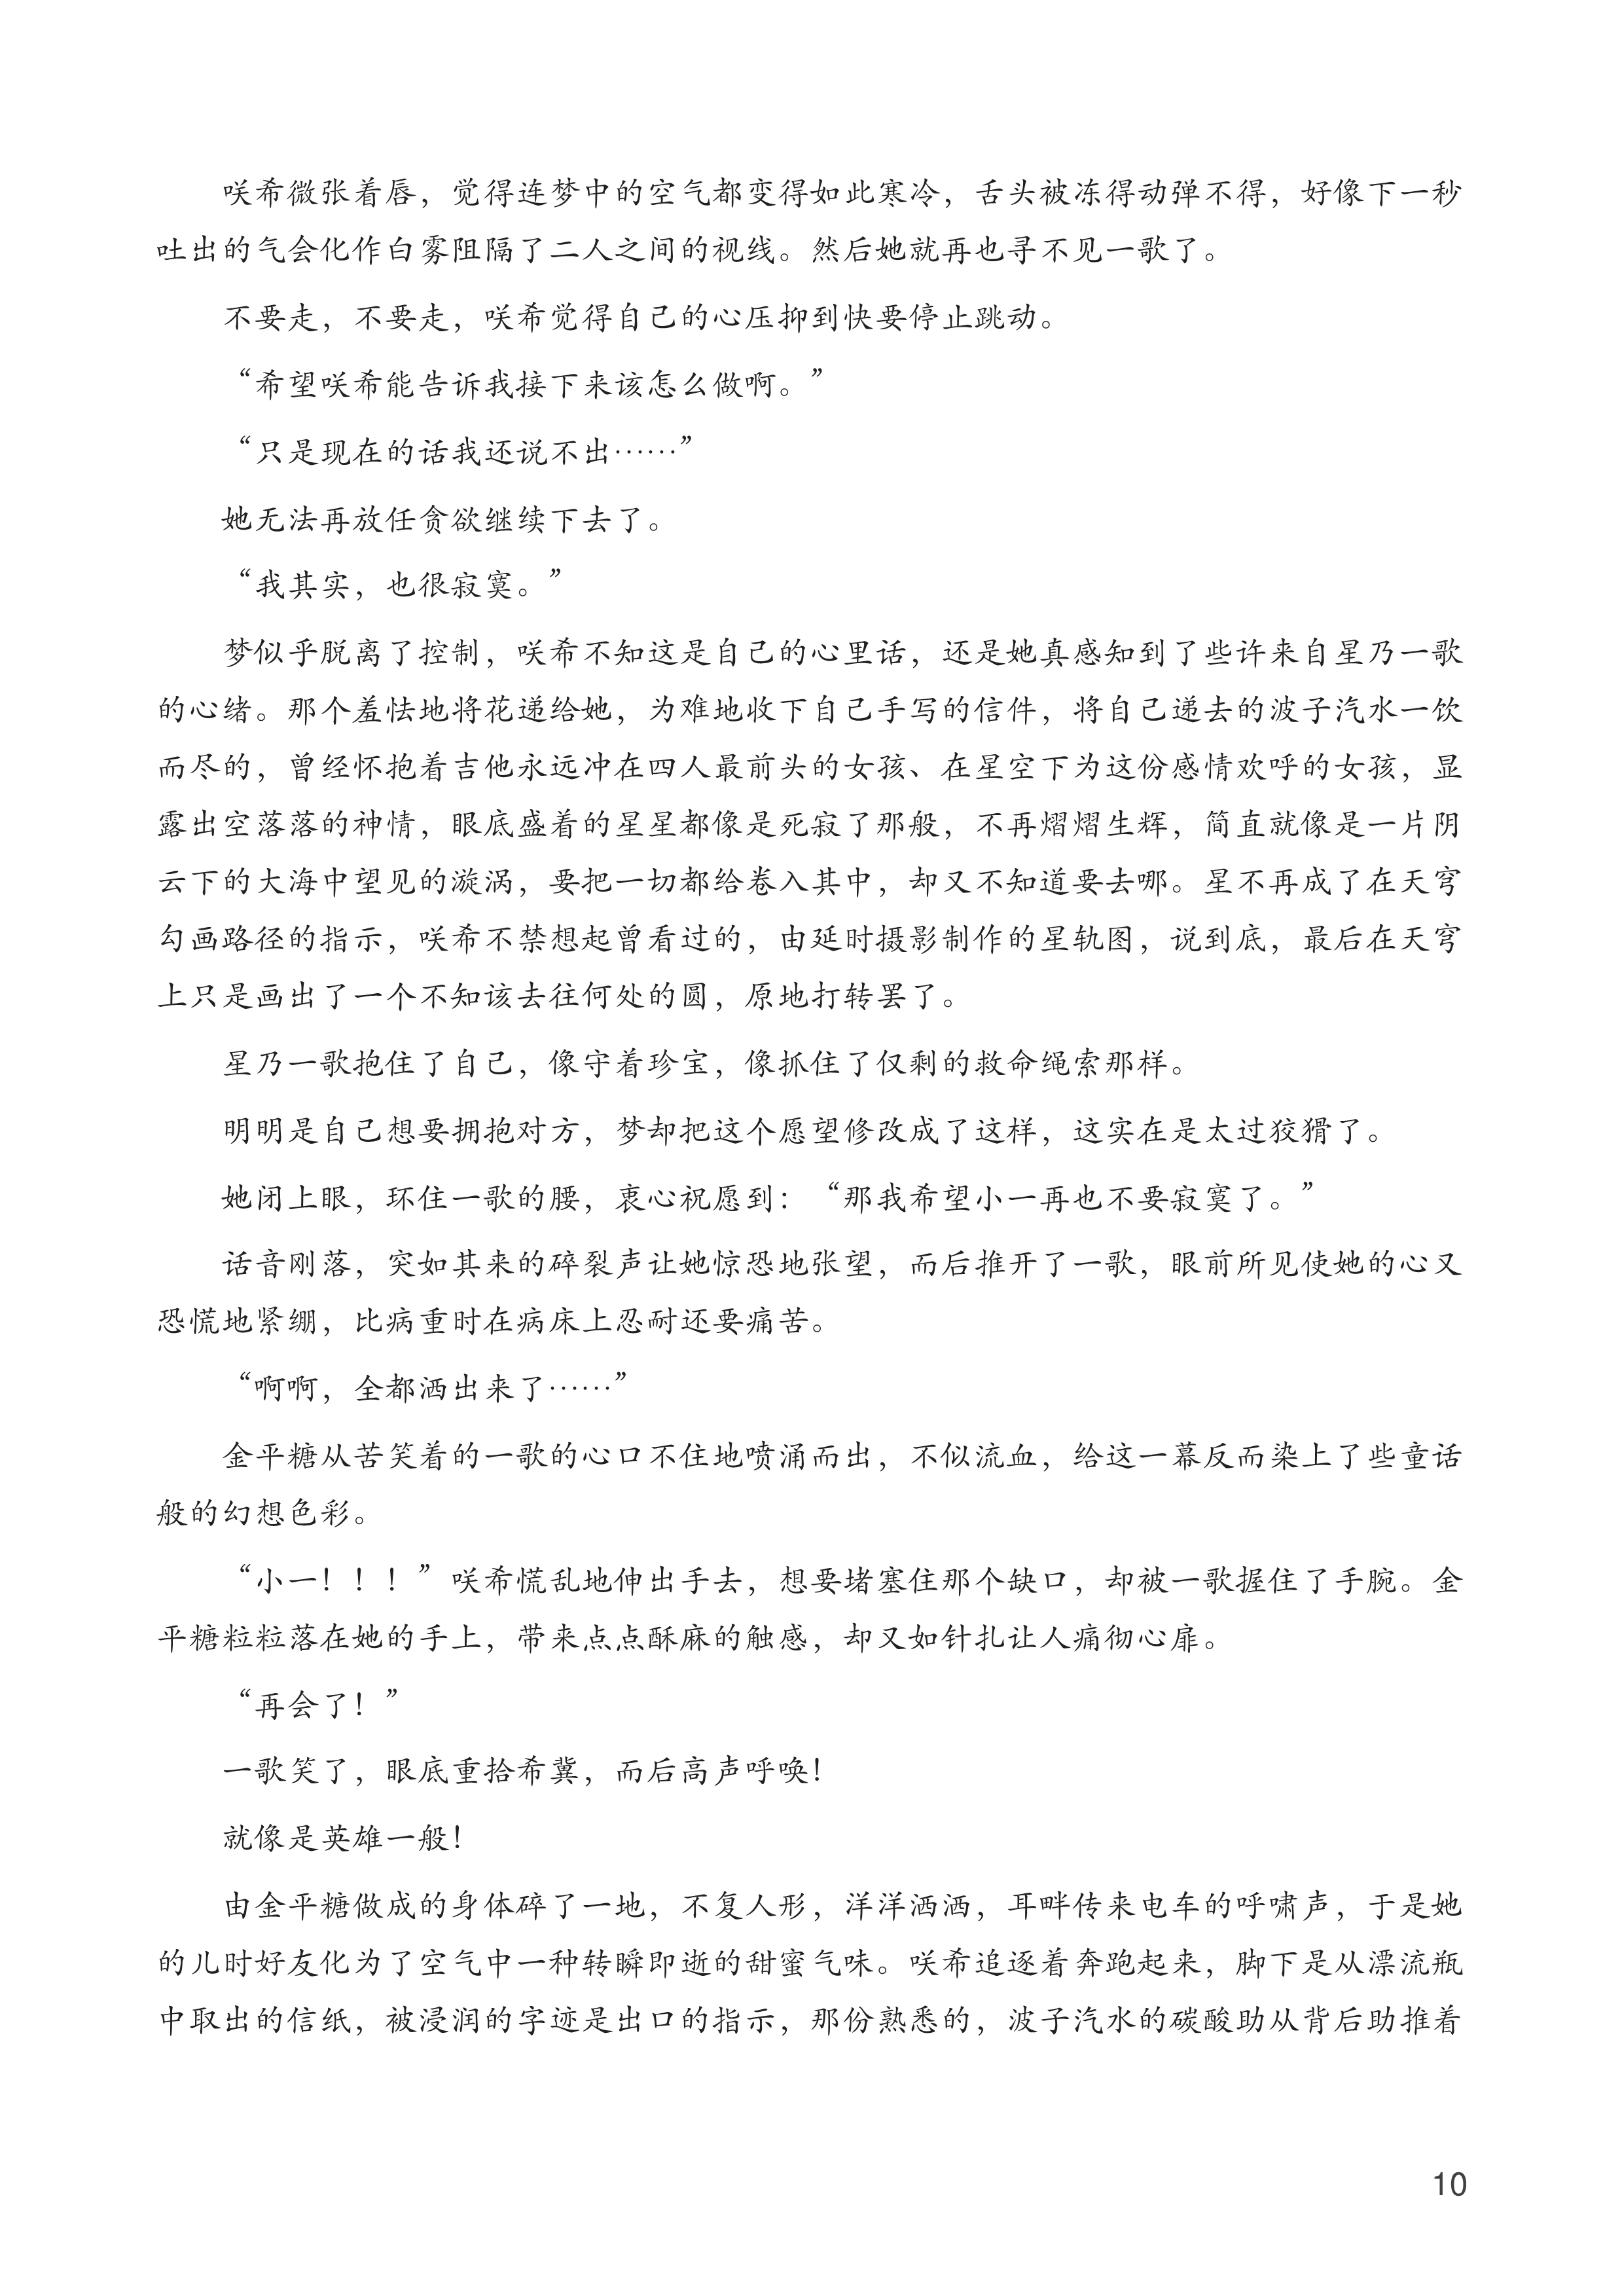 咲希微张着唇，觉得连梦中的空气都变得如此寒冷，舌头被冻得动弹不得，好像下一秒
吐出的气会化作白雾阻隔了二人之间的视线。然后她就再也寻不见一歌了。
不要走，不要走，咲希觉得自己的心压抑到快要停止跳动。
“希望咲希能告诉我接下来该怎么做啊。”
“只是现在的话我还说不出……”
她无法再放任贪欲继续下去了。
“我其实，也很寂寞。”
梦似乎脱离了控制，咲希不知这是自己的心里话，还是她真感知到了些许来自星乃一歌
的心绪。那个羞怯地将花递给她，为难地收下自己手写的信件，将自己递去的波子汽水一饮
而尽的，曾经怀抱着吉他永远冲在四人最前头的女孩、在星空下为这份感情欢呼的女孩，显
露出空落落的神情，眼底盛着的星星都像是死寂了那般，不再熠熠生辉，简直就像是一片阴
云下的大海中望见的漩涡，要把一切都给卷入其中，却又不知道要去哪。星不再成了在天穹
勾画路径的指示，咲希不禁想起曾看过的，由延时摄影制作的星轨图，说到底，最后在天穹
上只是画出了一个不知该去往何处的圆，原地打转罢了。
星乃一歌抱住了自己，像守着珍宝，像抓住了仅剩的救命绳索那样。
明明是自己想要拥抱对方，梦却把这个愿望修改成了这样，这实在是太过狡猾了。
她闭上眼，环住一歌的腰，衷心祝愿到：“那我希望小一再也不要寂寞了。”
话音刚落，突如其来的碎裂声让她惊恐地张望，而后推开了一歌，眼前所见使她的心又
恐慌地紧绷，比病重时在病床上忍耐还要痛苦。
“啊啊，全都洒出来了……”
金平糖从苦笑着的一歌的心口不住地喷涌而出，不似流血，给这一幕反而染上了些童话
般的幻想色彩。
“小一！！！”咲希慌乱地伸出手去，想要堵塞住那个缺口，却被一歌握住了手腕。金
平糖粒粒落在她的手上，带来点点酥麻的触感，却又如针扎让人痛彻心扉。
“再会了！”
一歌笑了，眼底重拾希冀，而后高声呼唤！
就像是英雄一般！
由金平糖做成的身体碎了一地，不复人形，洋洋洒洒，耳畔传来电车的呼啸声，于是她
的儿时好友化为了空气中一种转瞬即逝的甜蜜气味。咲希追逐着奔跑起来，脚下是从漂流瓶
中取出的信纸，被浸润的字迹是出口的指示，那份熟悉的，波子汽水的碳酸助从背后助推着
10